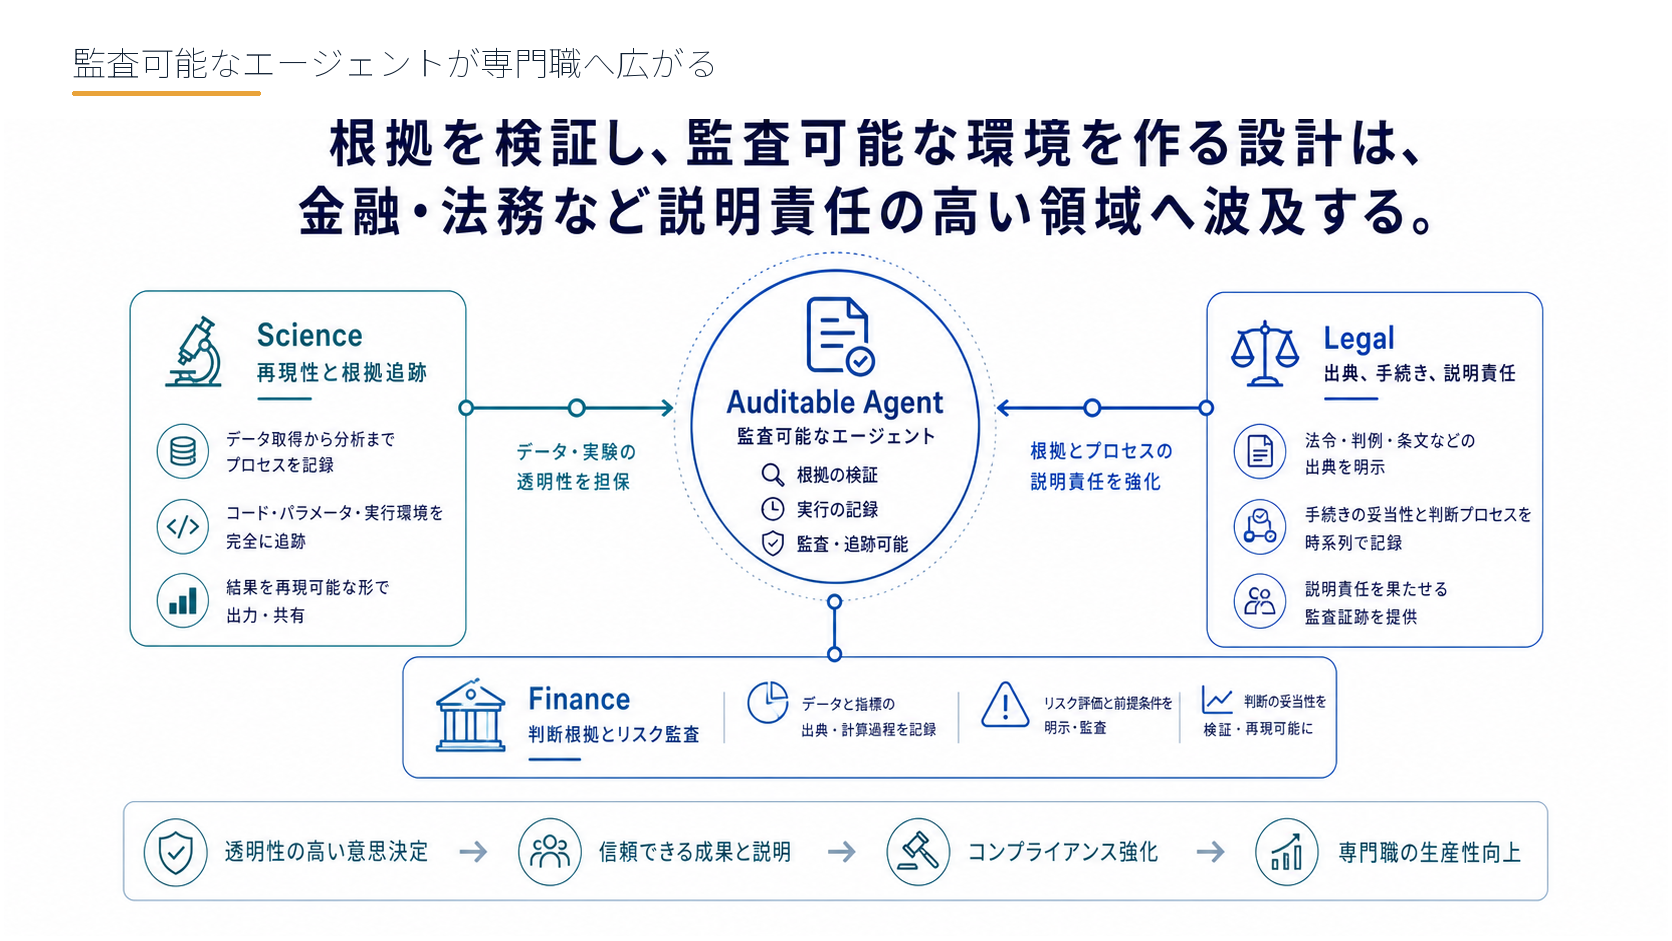 監査可能なエージェントが専門職へ広がる
根拠を検証し、監査可能な環境を作る設計は、
金融・法務など説明責任の高い領域へ波及する。
Science
再現性と根拠追跡
データ取得から分析まで
プロセスを記録
コード・パラメータ・実行環境を
完全に追跡
結果を再現可能な形で
出力・共有
データ・実験の
透明性を担保
Auditable Agent
監査可能なエージェント
根拠の検証
実行の記録
監査・追跡可能
根拠とプロセスの
説明責任を強化
Legal
出典、手続き、説明責任
法令・判例・条文などの
出典を明示
手続きの妥当性と判断プロセスを
時系列で記録
説明責任を果たせる
監査証跡を提供
Finance
判断根拠とリスク監査
データと指標の
出典・計算過程を記録
リスク評価と前提条件を
明示・監査
判断の妥当性を
検証・再現可能に
透明性の高い意思決定
信頼できる成果と説明
コンプライアンス強化
専門職の生産性向上